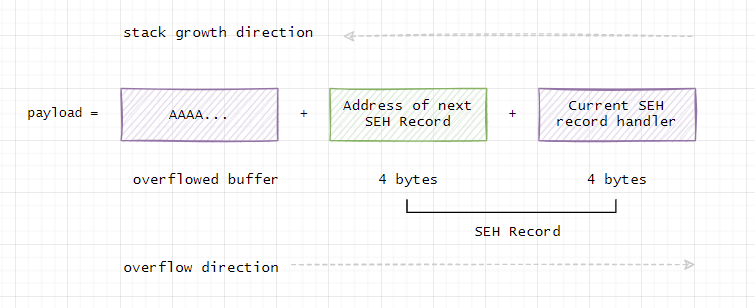 stack growth direction
payload =
AAAA...
+
Address of next
SEH Record
+
Current SEH
record handler
overflowed buffer
4 bytes
4 bytes
SEH Record
overflow direction